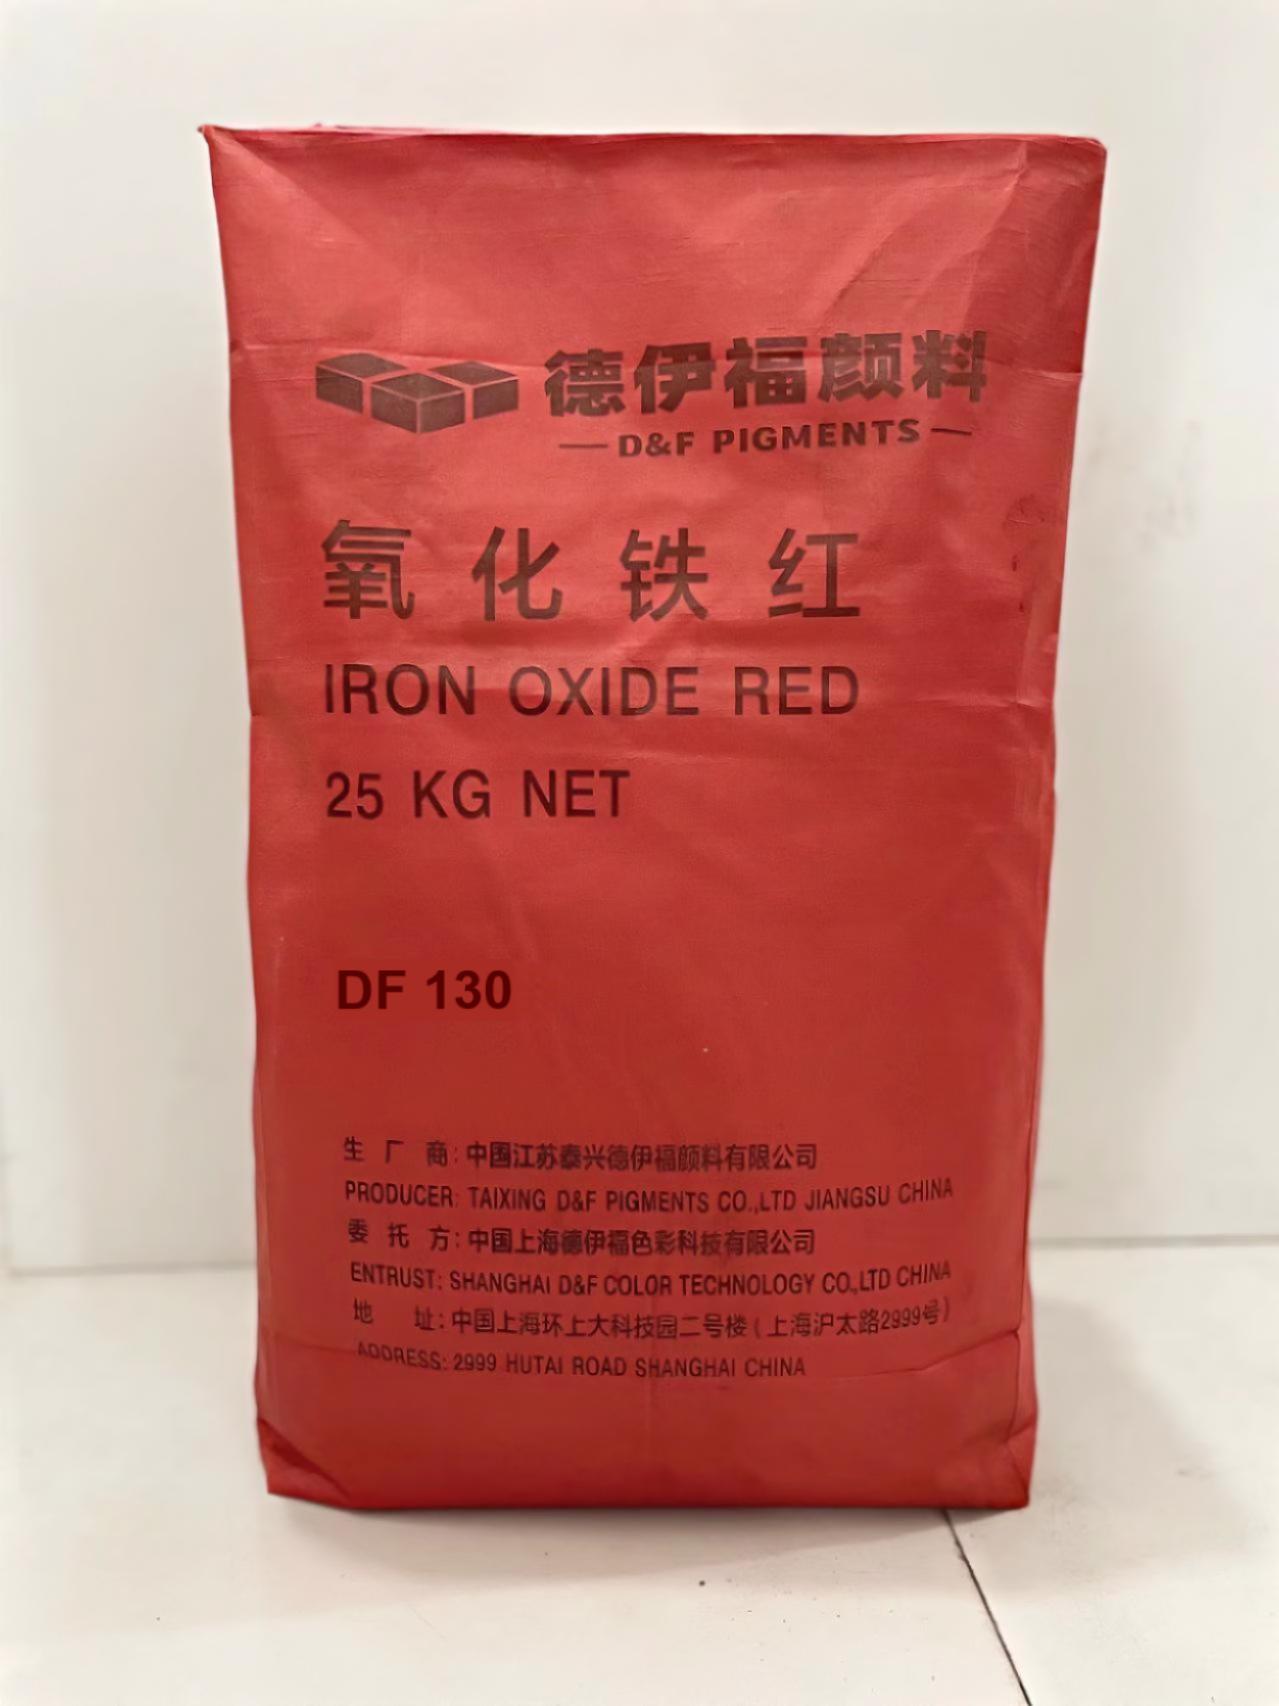 德伊福颜料
D&F PIGMENTS
氧化铁红
IRON OXIDE RED
25 KG NET
DF 130
生厂商:中国江苏泰兴德伊福颜料有限公司
PRODUCER: TAIXING D&F PIGMENTS CO.,LTD JIANGSU CHINA
委托方:中国上海德伊福色彩科技有限公司
ENTRUST: SHANGHAI D&F COLOR TECHNOLOGY CO.,LTD CHINA
地址:中国上海环上大科技园二号楼(上海沪太路2999号)
ADDRESS: 2999 HUTAI ROAD SHANGHAI CHINA